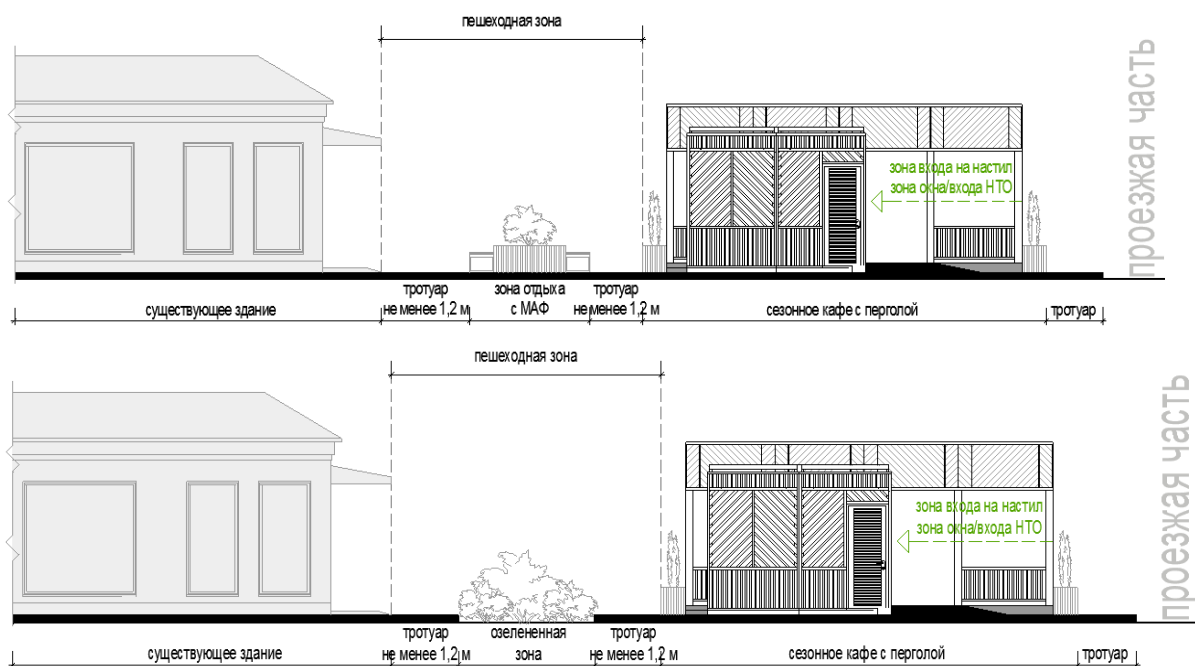 пешеходная зона
проезжая часть
зона входа на настил
зона окна/входа НТО
тротуар
не менее 1,2 м
зона отдыха
с МАФ
тротуар
не менее 1,2 м
существующее здание
сезонное кафе с перголой
тротуар
пешеходная зона
проезжая часть
зона входа на настил
зона окна/входа НТО
тротуар
не менее 1,2 м
озелененная
зона
тротуар
не менее 1,2 м
существующее здание
сезонное кафе с перголой
тротуар